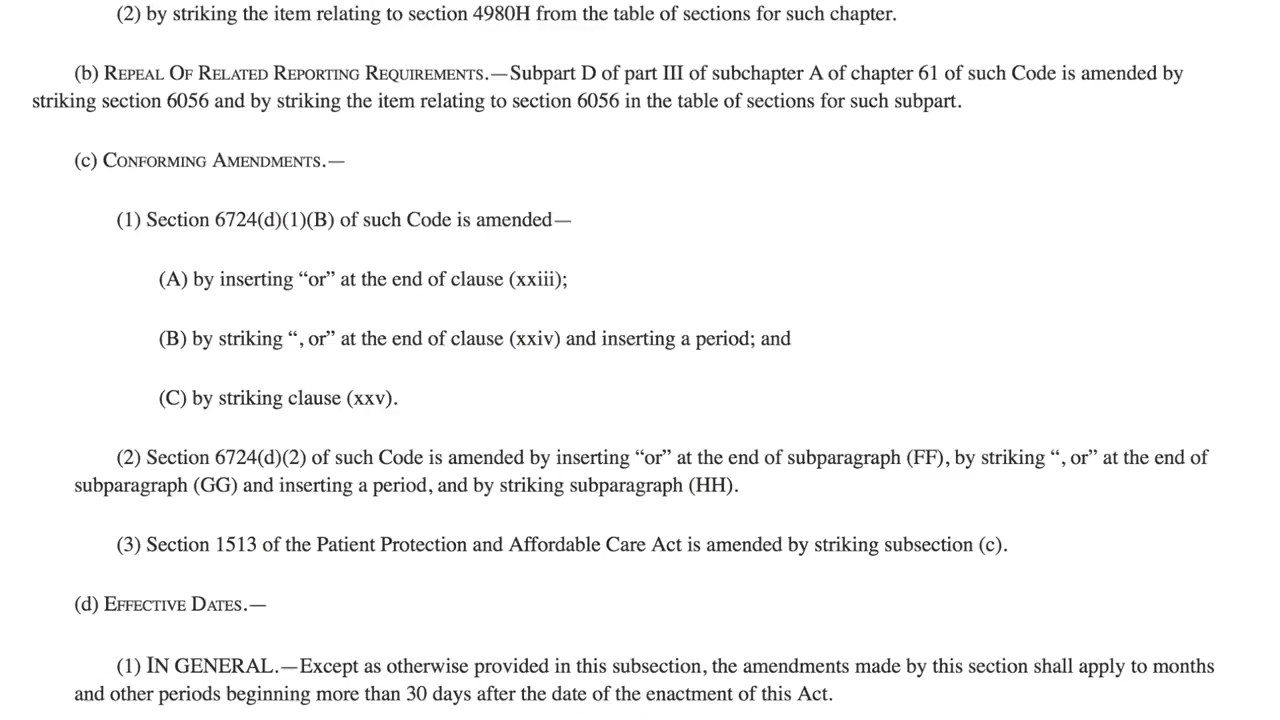 (2) by striking the item relating to section 4980H from the table of sections for such chapter.
(b) REPEAL OF RELATED REPORTING REQUIREMENTS.—Subpart D of part III of subchapter A of chapter 61 of such Code is amended by
striking section 6056 and by striking the item relating to section 6056 in the table of sections for such subpart.
(c) CONFORMING AMENDMENTS.—
(1) Section 6724(d)(1)(B) of such Code is amended—
(A) by inserting “or” at the end of clause (xxiii);
(B) by striking “, or” at the end of clause (xxiv) and inserting a period; and
(C) by striking clause (xxv).
(2) Section 6724(d)(2) of such Code is amended by inserting “or” at the end of subparagraph (FF), by striking “, or” at the end of
subparagraph (GG) and inserting a period, and by striking subparagraph (HH).
(3) Section 1513 of the Patient Protection and Affordable Care Act is amended by striking subsection (c).
(d) EFFECTIVE DATES.—
(1) IN GENERAL.—Except as otherwise provided in this subsection, the amendments made by this section shall apply to months
and other periods beginning more than 30 days after the date of the enactment of this Act.